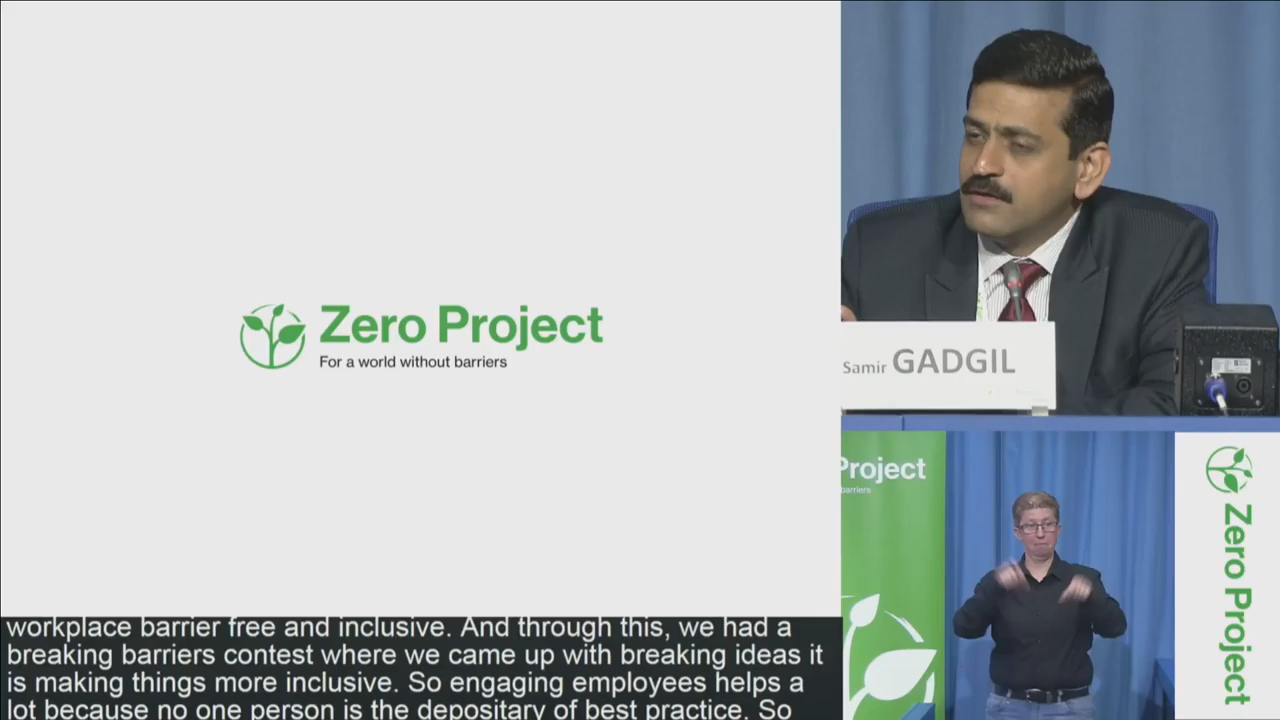 Zero Project
For a world without barriers
Samir GADGIL
Project
barriers
Zero Project
workplace barrier free and inclusive. And through this, we had a
breaking barriers contest where we came up with breaking ideas it
is making things more inclusive. So engaging employees helps a
lot because no one person is the depositary of best practice. So